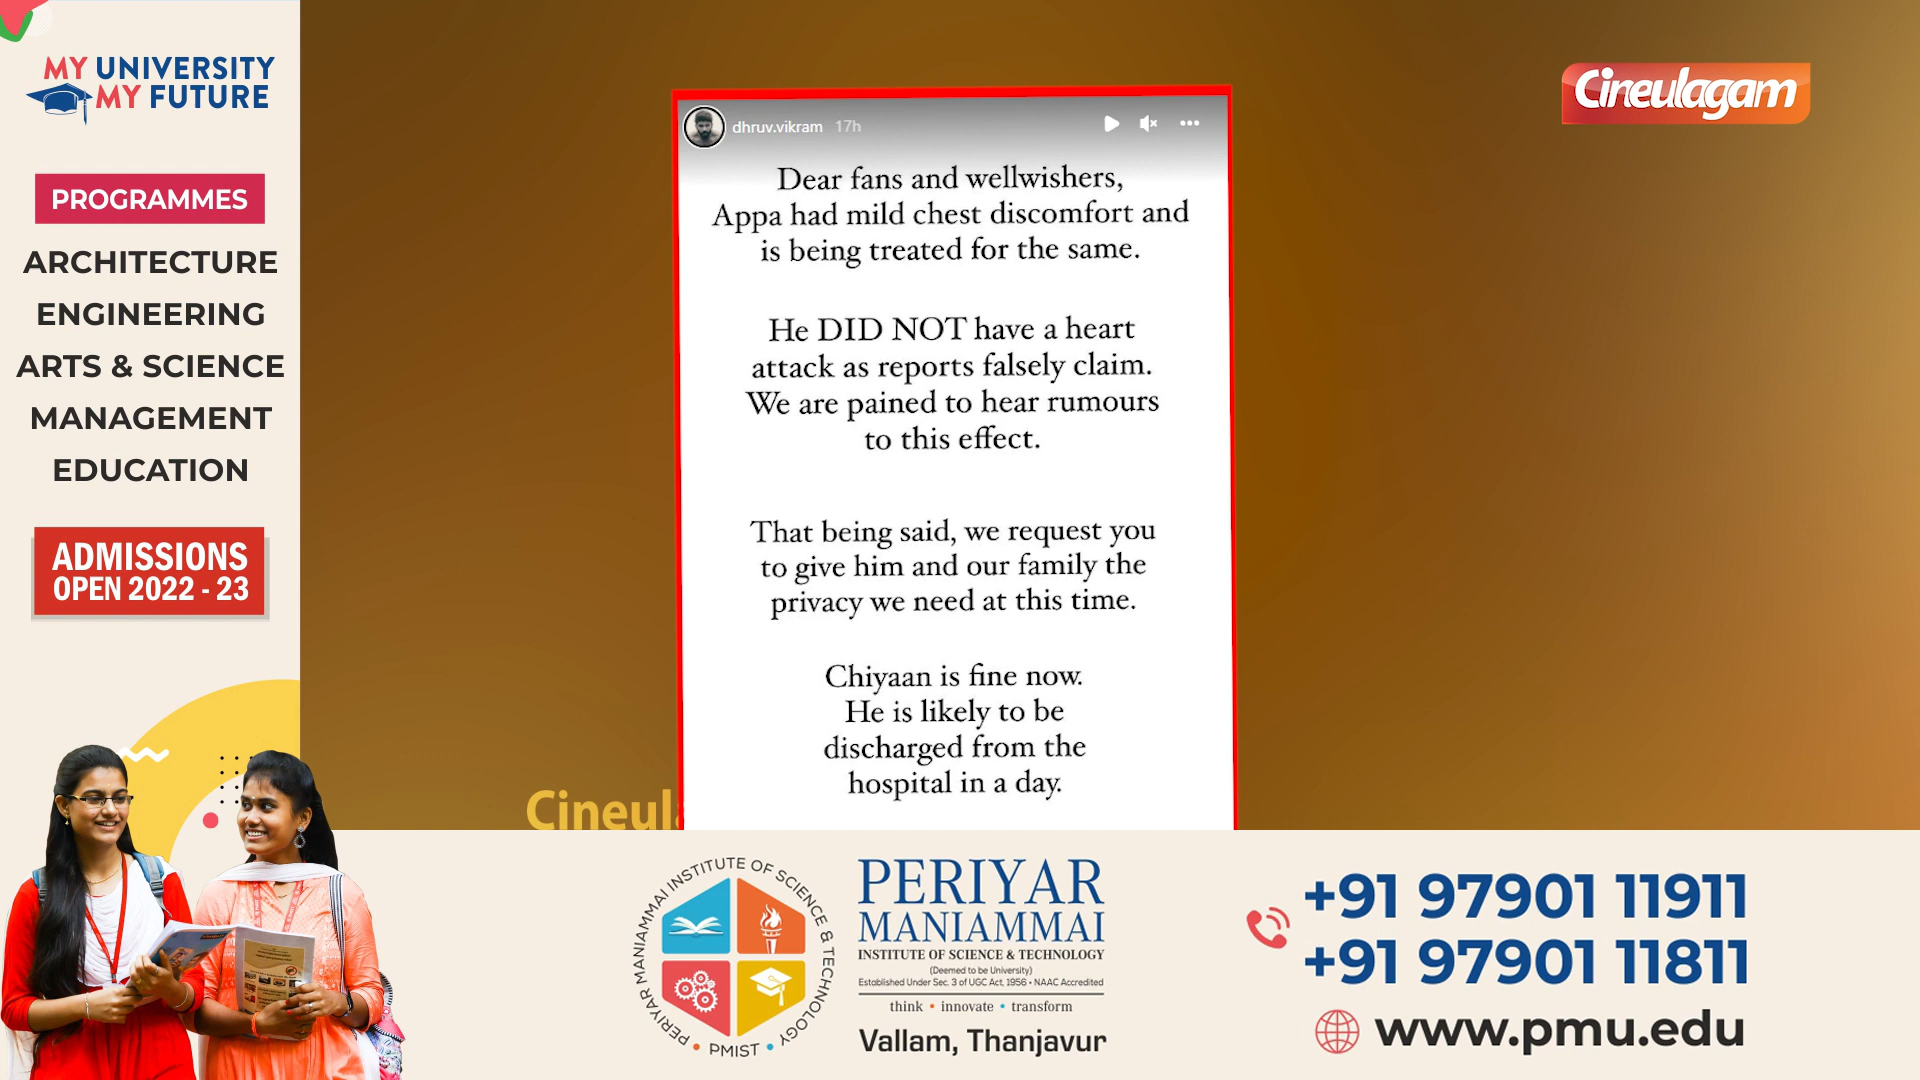 MY UNIVERSITY
MY FUTURE
PROGRAMMES
ARCHITECTURE
ENGINEERING
ARTS & SCIENCE
MANAGEMENT
EDUCATION
ADMISSIONS
OPEN 2022 - 23
Cineulagam
dhruv.vikram 17h
Dear fans and wellwishers,
Appa had mild chest discomfort and
is being treated for the same.
He DID NOT have a heart
attack as reports falsely claim.
We are pained to hear rumours
to this effect.
That being said, we request you
to give him and our family the
privacy we need at this time.
Chiyaan is fine now.
He is likely to be
discharged from the
hospital in a day.
Cineula
PERIYAR MANIAMMAI INSTITUTE OF SCIENCE & TECHNOLOGY
• PMIST •
PERIYAR
MANIAMMAI
INSTITUTE OF SCIENCE & TECHNOLOGY
(Deemed to be University)
Established Under Sec. 3 of UGC Act, 1956 • NAAC Accredited
think • innovate • transform
Vallam, Thanjavur
+91 97901 11911
+91 97901 11811
www.pmu.edu